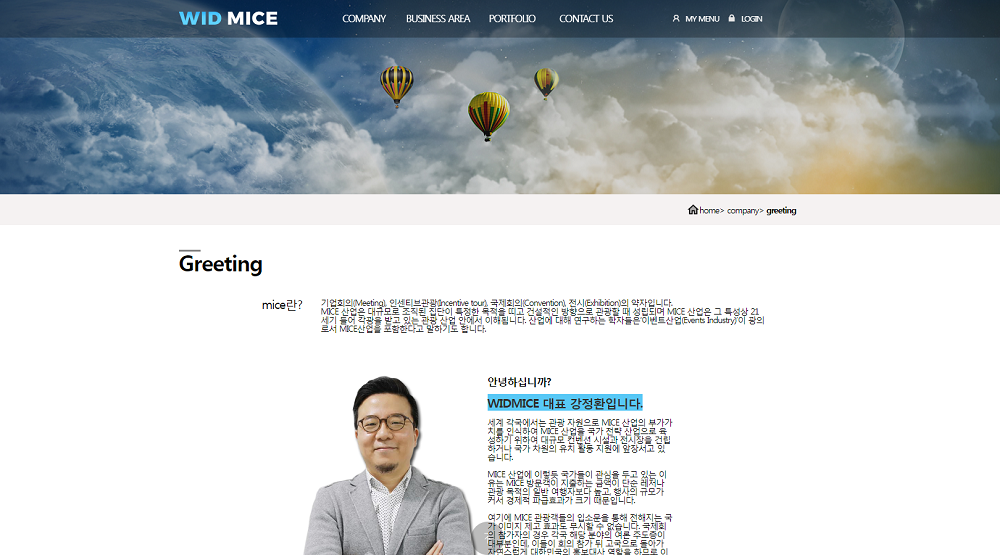 WID MICE
COMPANY
BUSINESS AREA
PORTFOLIO
CONTACT US
MY MENU
LOGIN
home> company> greeting
Greeting
mice란?
기업회의(Meeting), 인센티브관광(Incentive tour), 국제회의(Convention), 전시(Exhibition)의 약자입니다.
MICE 산업은 대규모로 조직된 집단이 특정한 목적을 띠고 건설적인 방향으로 관광할 때 성립되며 MICE 산업은 그 특성상 21
세기 들어 각광을 받고 있는 관광 산업 안에서 이해됩니다. 산업에 대해 연구하는 학자들은'이벤트산업(Events Industry)'이 광의
로서 MICE산업을 포함한다고 말하기도 합니다.
안녕하십니까?
WIDMICE 대표 강정환입니다.
세계 각국에서는 관광 자원으로 MICE 산업의 부가가
치를 인식하여 MICE 산업을 국가 전략 산업으로 육
성하기 위하여 대규모 컨벤션 시설과 전시장을 건립
하거나 국가 차원의 유치 활동 지원에 앞장서고 있
습니다.
MICE 산업에 이렇듯 국가들이 관심을 두고 있는 이
유는 MICE 방문객이 지출하는 금액이 단순 레저나
관광 목적의 일반 여행자보다 높고, 행사의 규모가
커서 경제적 파급효과가 크기 때문입니다.
여기에 MICE 관광객들의 입소문을 통해 전해지는 국
가 이미지 제고 효과도 무시할 수 없습니다. 국제회
의 참가자의 경우 각국 해당 분야의 여론 주도층이
대부분인데, 이들이 회의 참가 뒤 고국으로 돌아가
자연스럽게 대한민국의 홍보대사 역할을 하므로 이